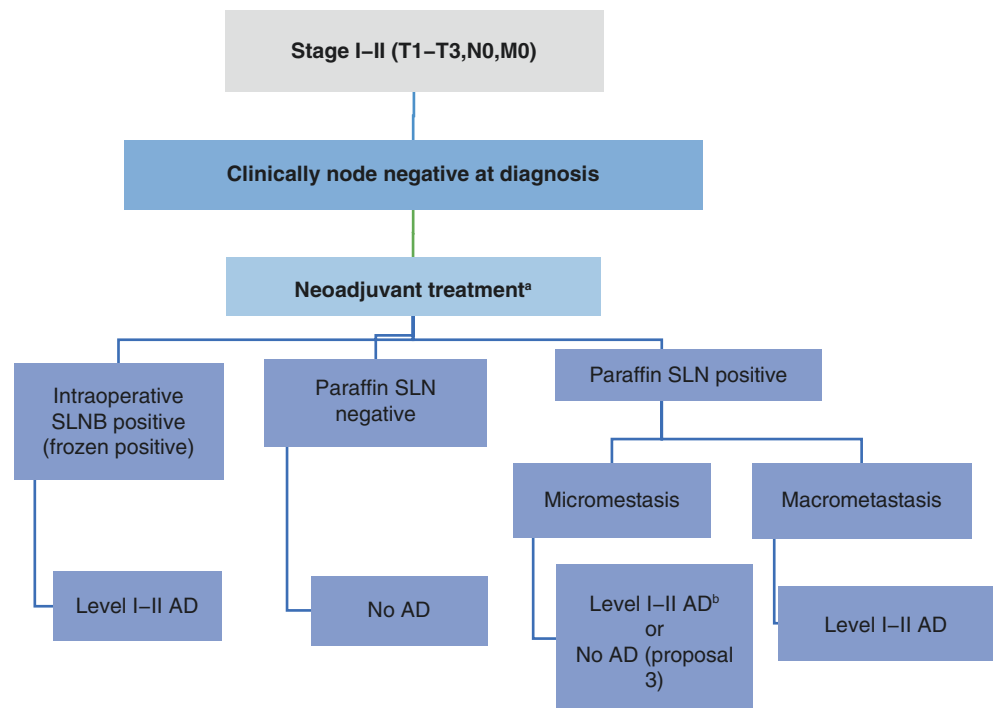 Stage I–II (T1–T3,N0,M0)
Clinically node negative at diagnosis
Neoadjuvant treatmentᵃ
Intraoperative
SLNB positive
(frozen positive)
Paraffin SLN
negative
Paraffin SLN positive
Micromestasis
Macrometastasis
Level I–II AD
No AD
Level I–II ADᵇ
or
No AD (proposal
3)
Level I–II AD